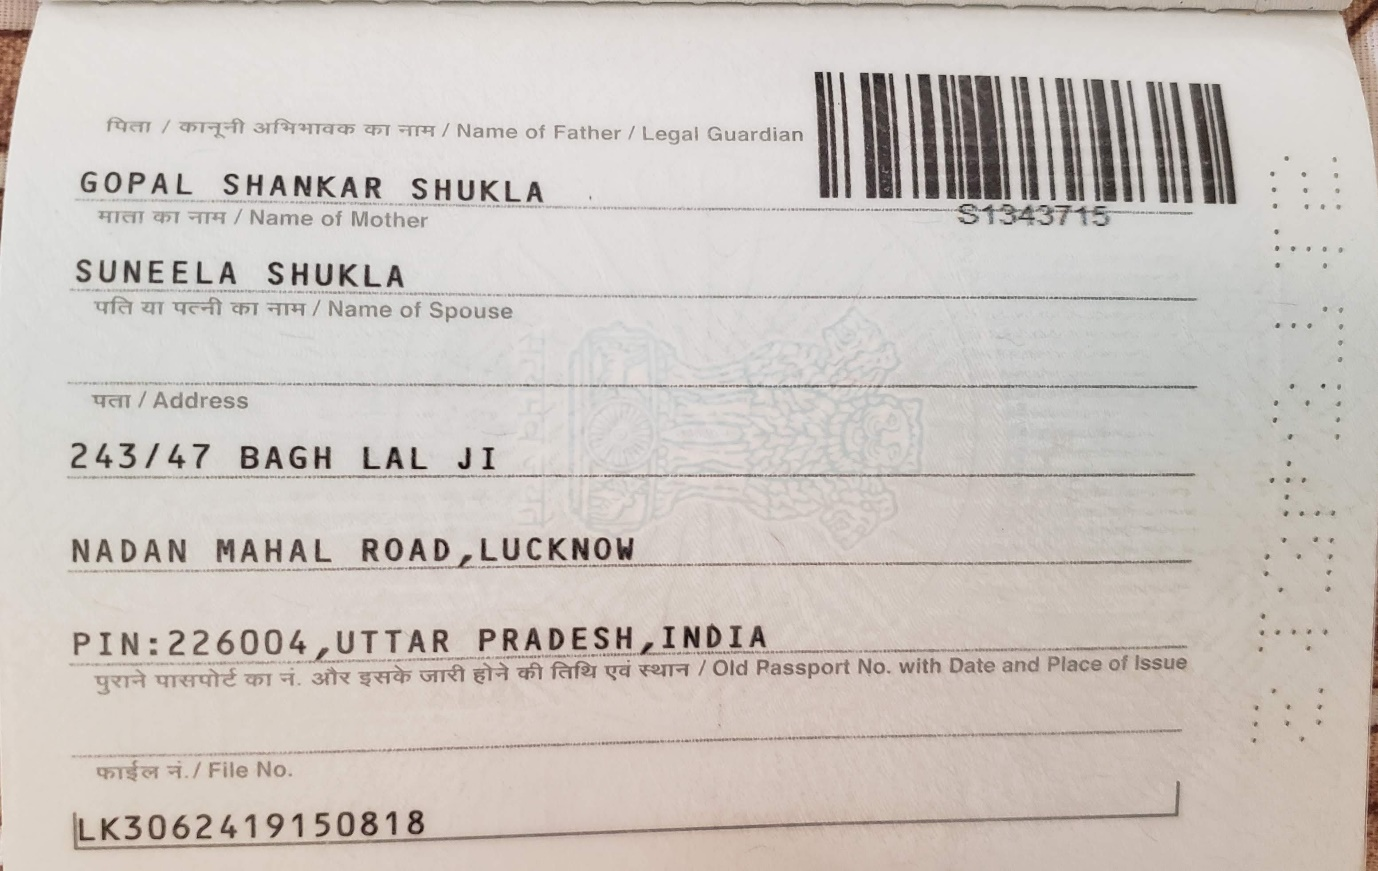 पिता / कानूनी अभिभावक का नाम / Name of Father / Legal Guardian
GOPAL SHANKAR SHUKLA
S1343715
माता का नाम / Name of Mother
SUNEELA SHUKLA
पति या पत्नी का नाम / Name of Spouse
पता / Address
243/47 BAGH LAL JI
NADAN MAHAL ROAD,LUCKNOW
PIN:226004,UTTAR PRADESH,INDIA
पुराने पासपोर्ट का नं. और इसके जारी होने की तिथि एवं स्थान / Old Passport No. with Date and Place of Issue
फाईल नं./ File No.
LK3062419150818